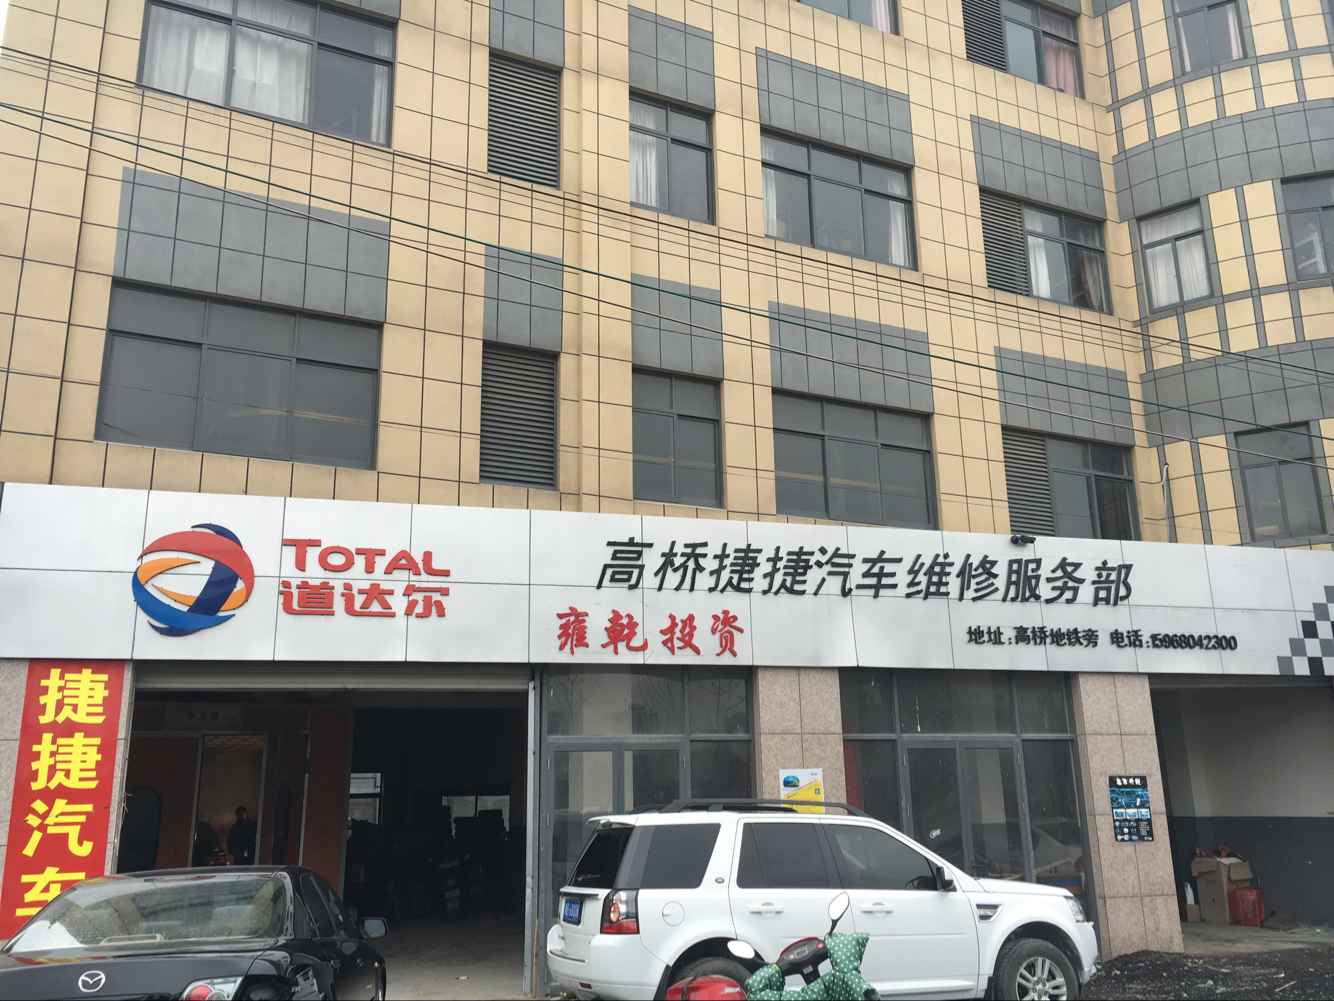 TOTAL
道达尔
高桥捷捷汽车维修服务部
雍乾投资
地址:高桥地铁旁 电话:15968042300
捷捷汽车